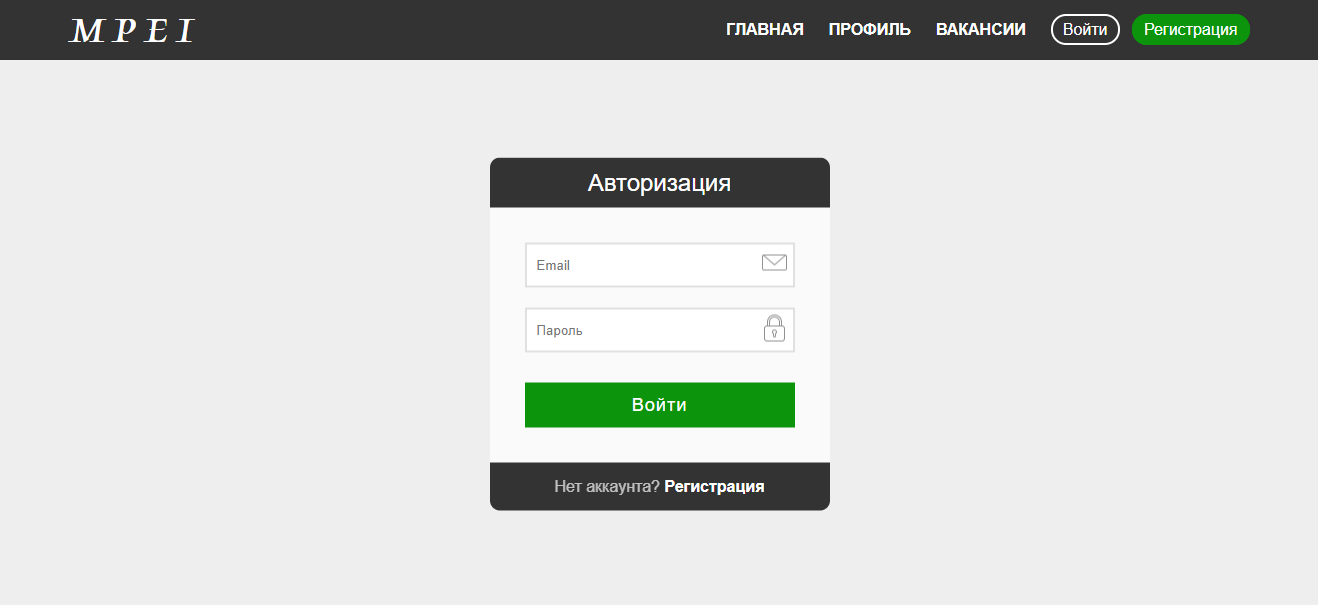 MPEI ГЛАВНАЯ ПРОФИЛЬ ВАКАНСИИ Войти Регистрация
Авторизация
Email
Пароль
Войти
Нет аккаунта? Регистрация